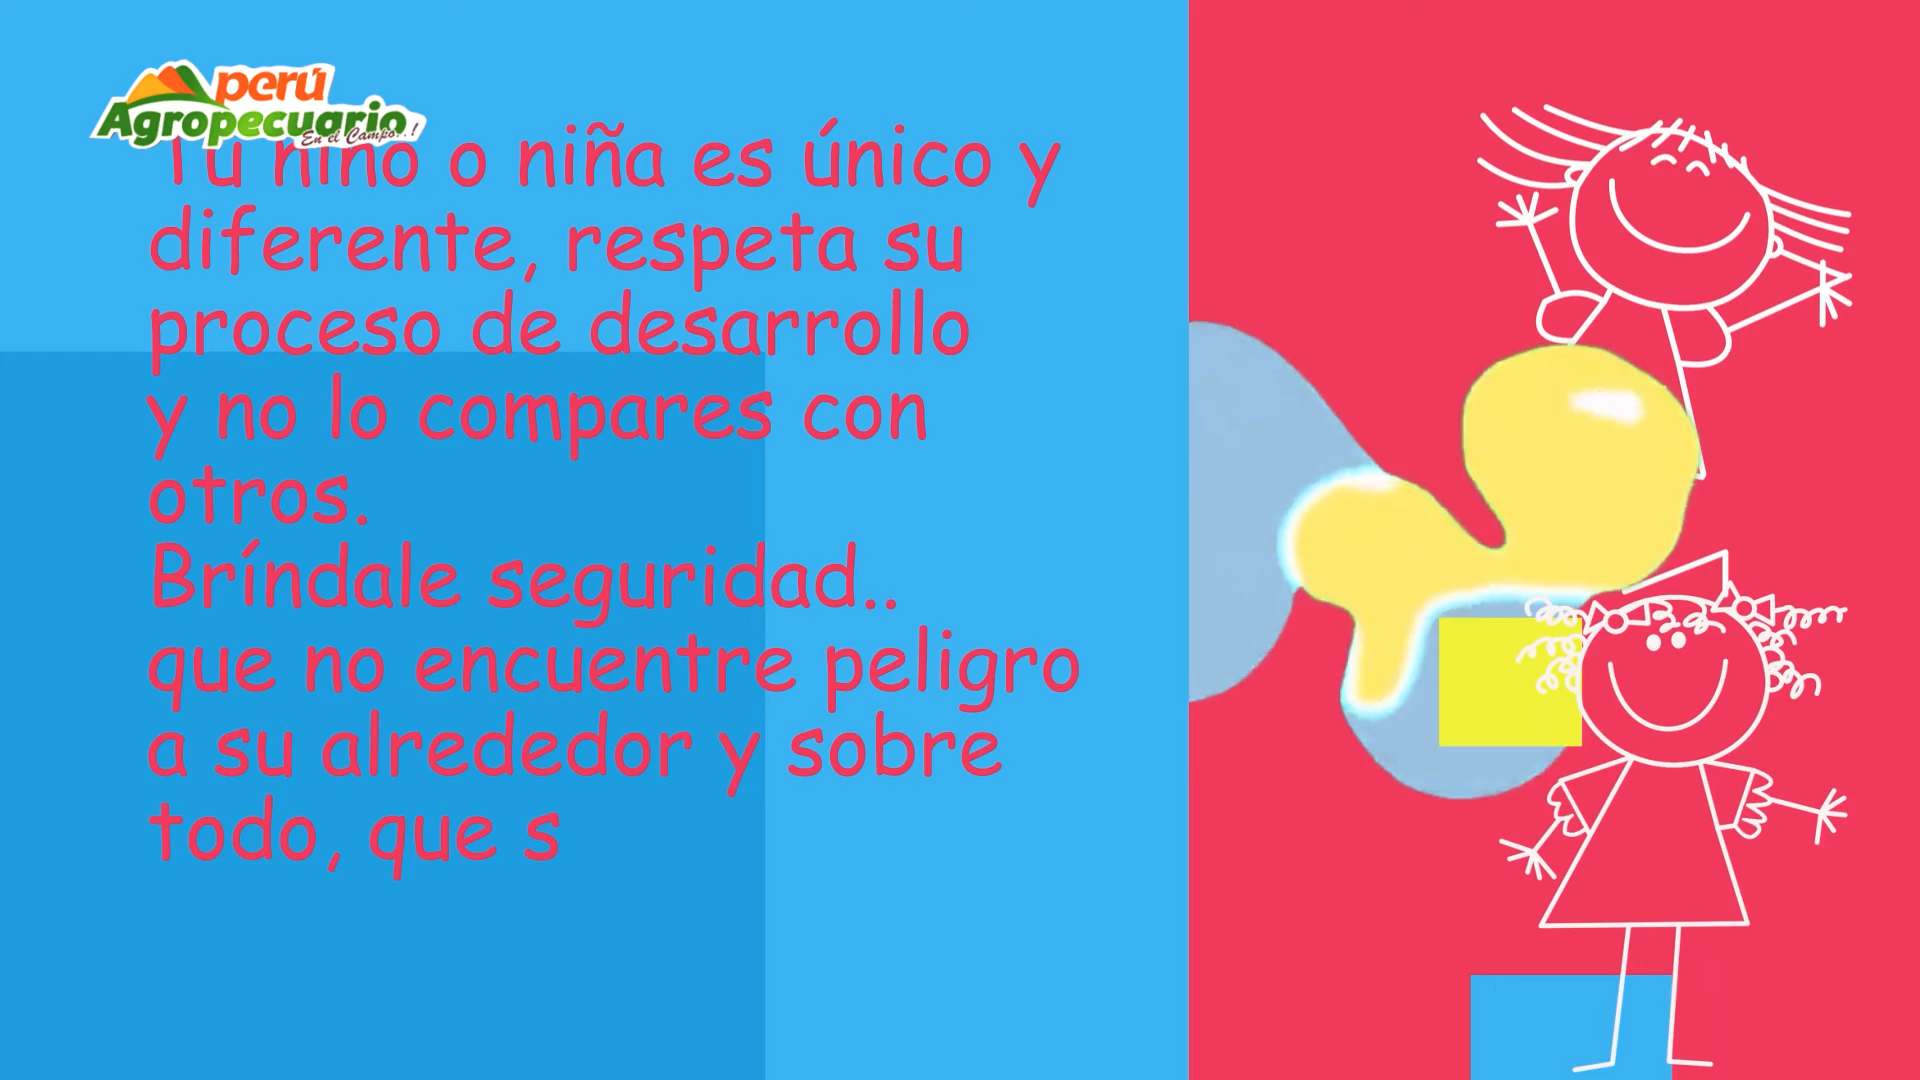 perú
Agropecuario
En el Campo..!
Tu niño o niña es único y
diferente, respeta su
proceso de desarrollo
y no lo compares con
otros.
Bríndale seguridad..
que no encuentre peligro
a su alrededor y sobre
todo, que s